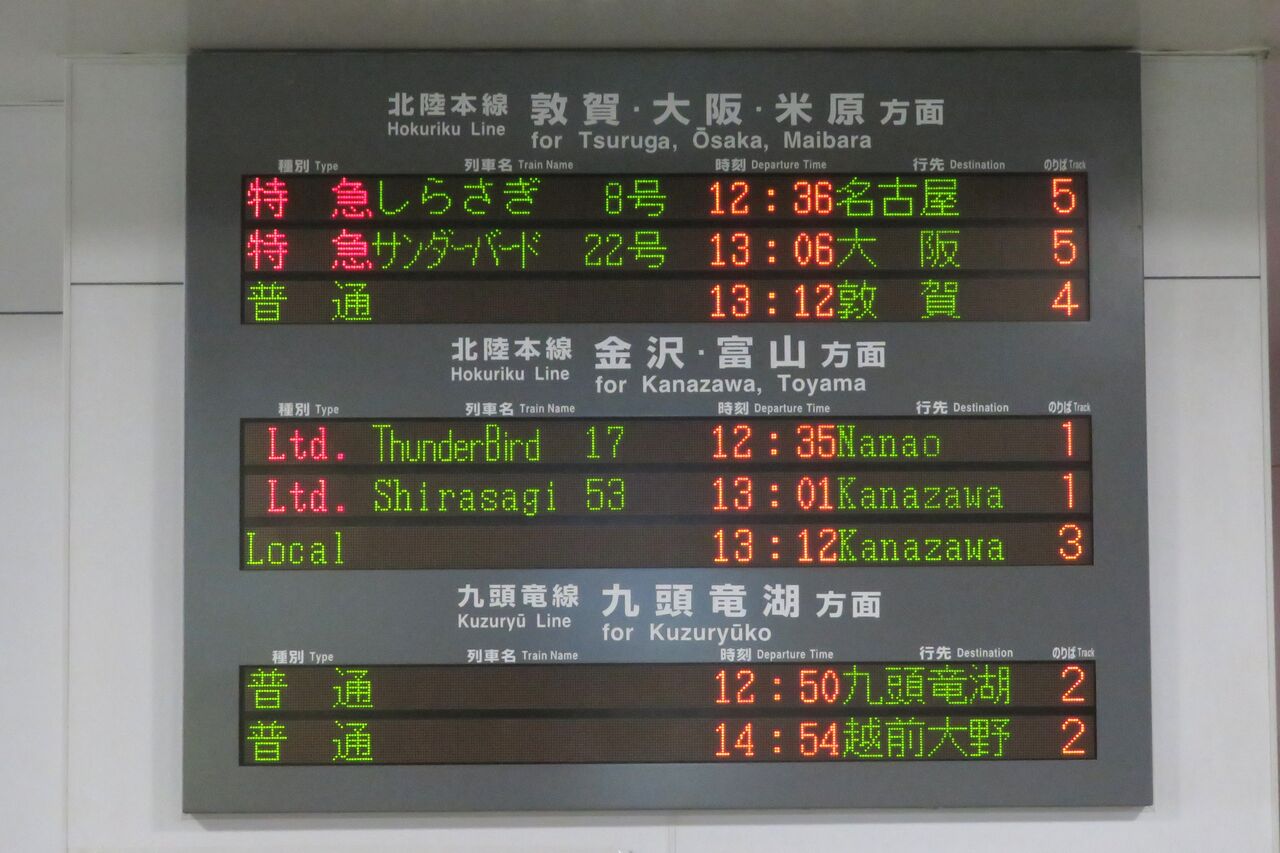 北陸本線 敦賀・大阪・米原 方面
Hokuriku Line for Tsuruga, Ōsaka, Maibara
種別 Type 列車名 Train Name 時刻 Departure Time 行先 Destination のりば Track
特 急 しらさぎ 8号 12:36 名古屋 5
特 急 サンダーバード 22号 13:06 大 阪 5
普 通 13:12 敦 賀 4
北陸本線 金沢・富山 方面
Hokuriku Line for Kanazawa, Toyama
種別 Type 列車名 Train Name 時刻 Departure Time 行先 Destination のりば Track
Ltd. ThunderBird 17 12:35 Nanao 1
Ltd. Shirasagi 53 13:01 Kanazawa 1
Local 13:12 Kanazawa 3
九頭竜線 九頭竜湖 方面
Kuzuryū Line for Kuzuryūko
種別 Type 列車名 Train Name 時刻 Departure Time 行先 Destination のりば Track
普 通 12:50 九頭竜湖 2
普 通 14:54 越前大野 2